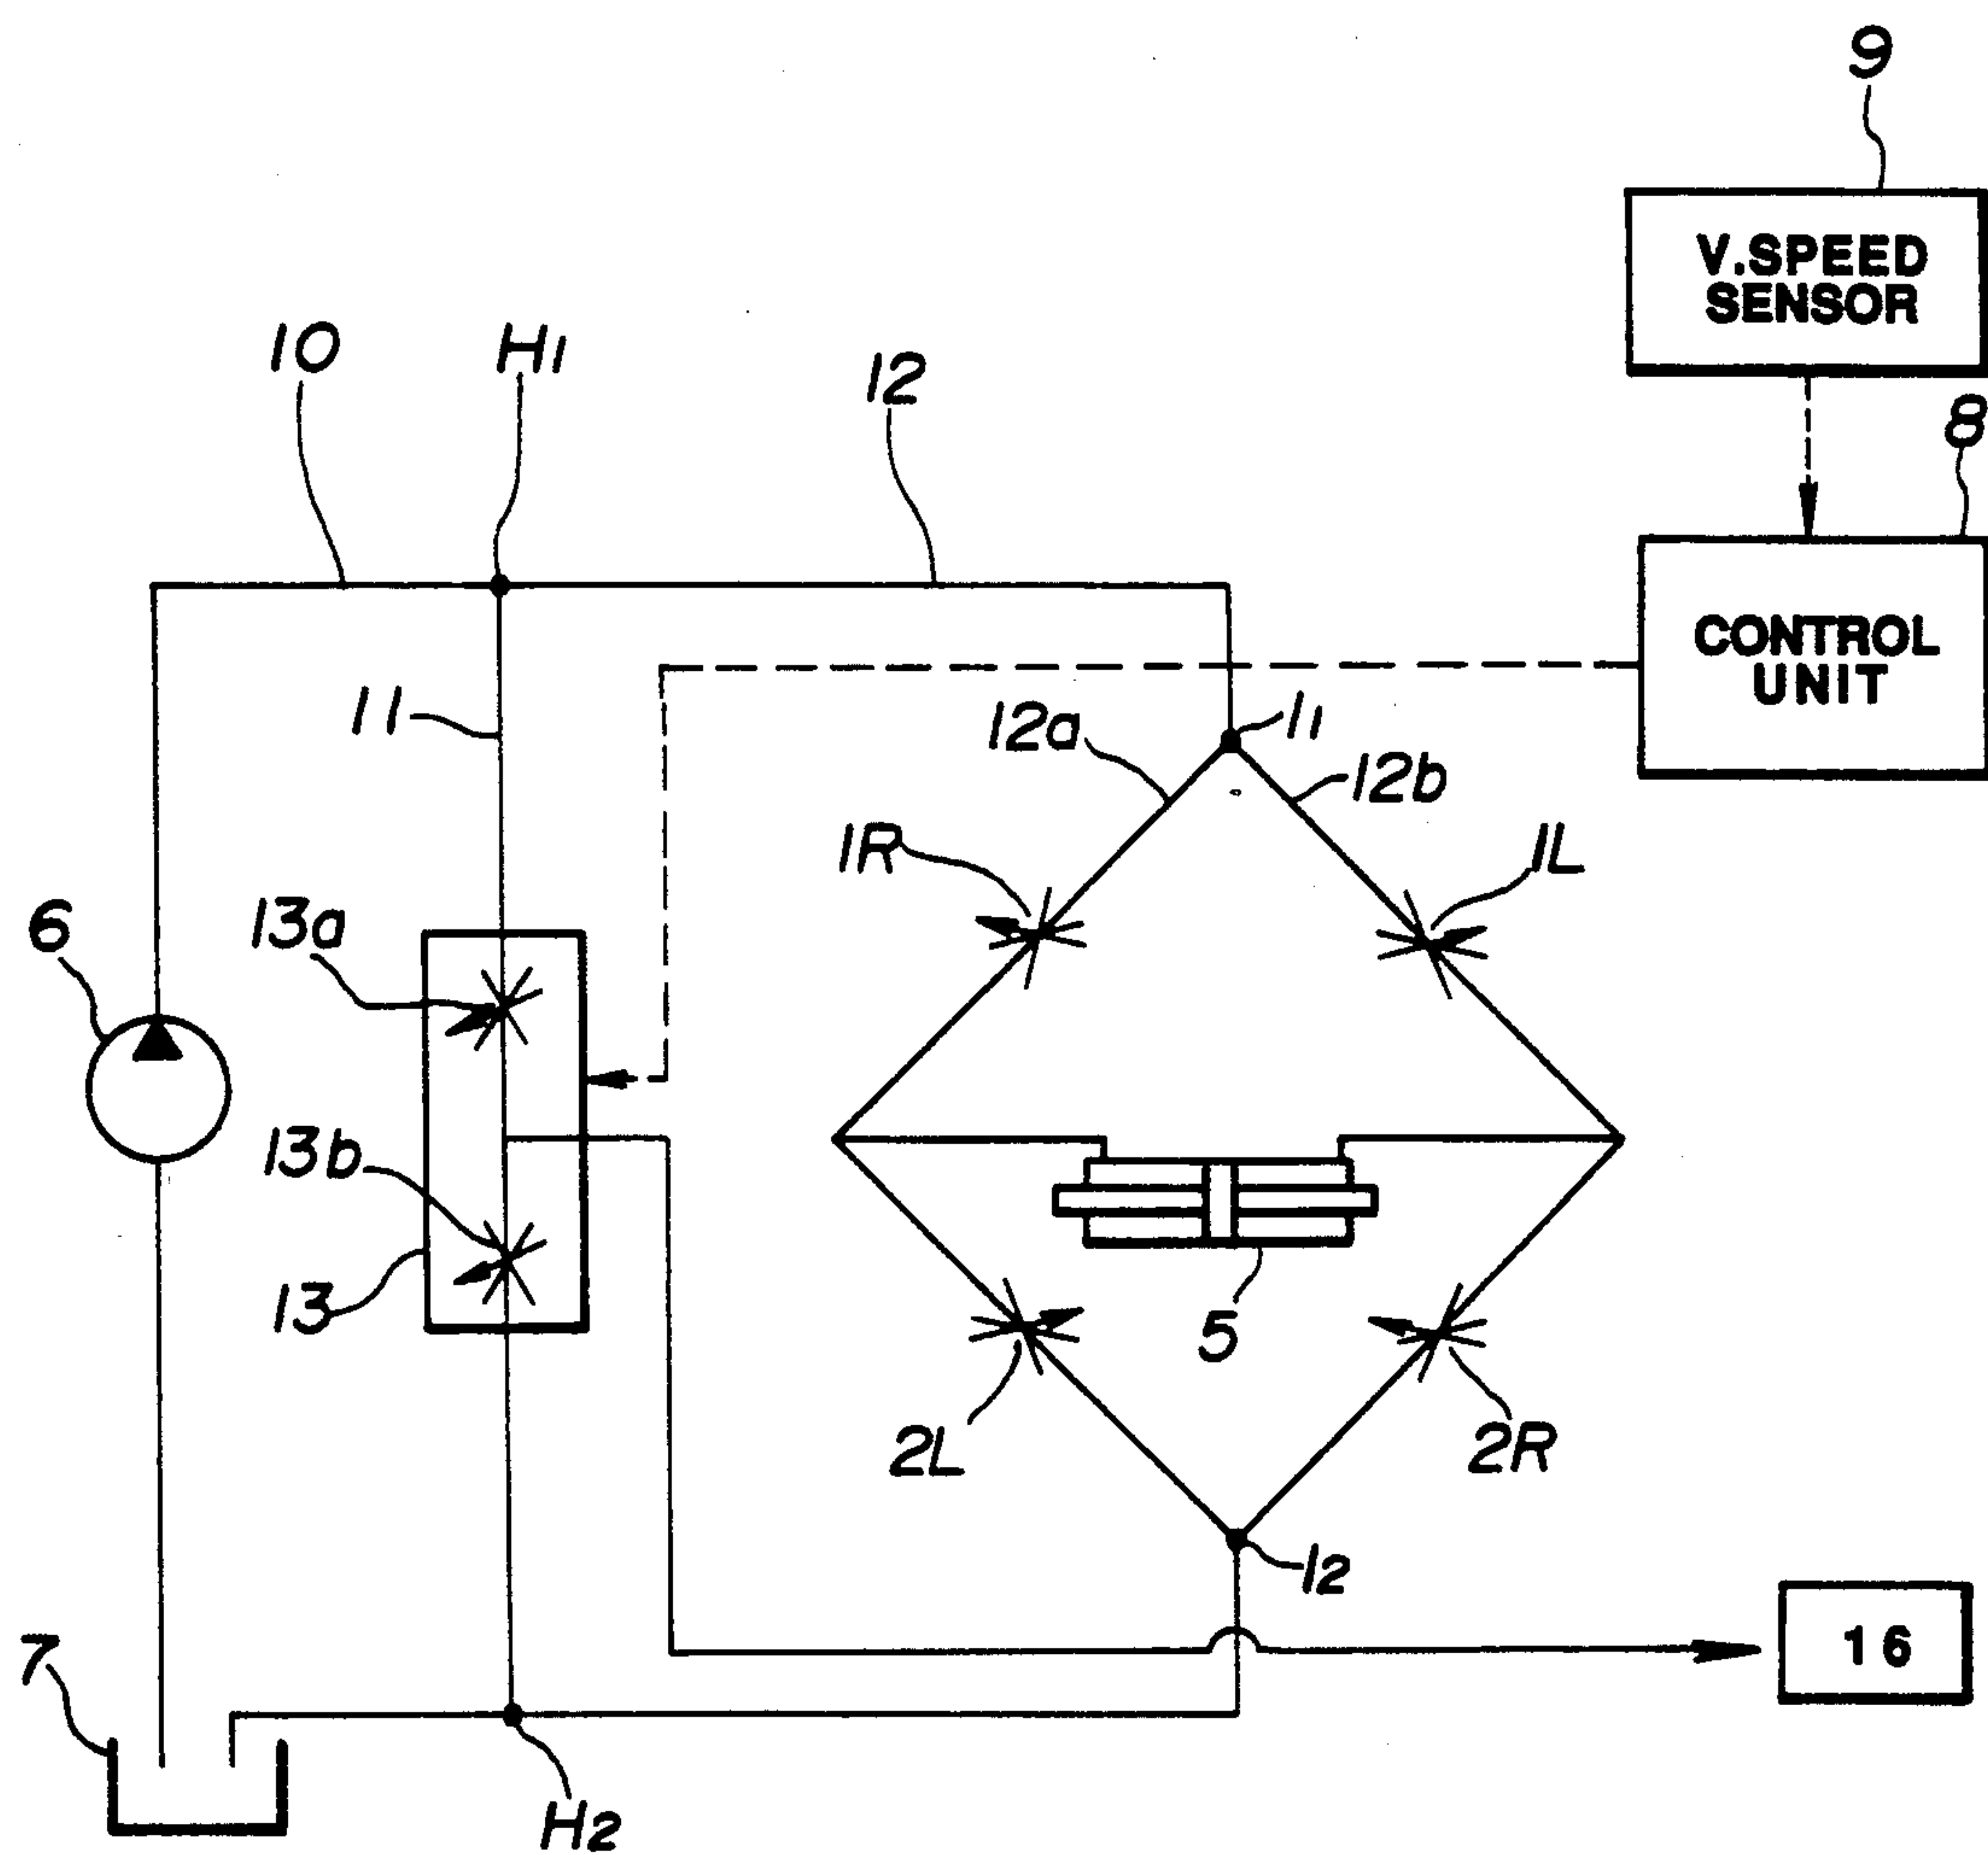 9
V.SPEED
SENSOR
10
H1
12
8
CONTROL
UNIT
11
12a
I1
12b
1R
1L
6
13a
13b
13
5
2L
2R
I2
7
16
H2